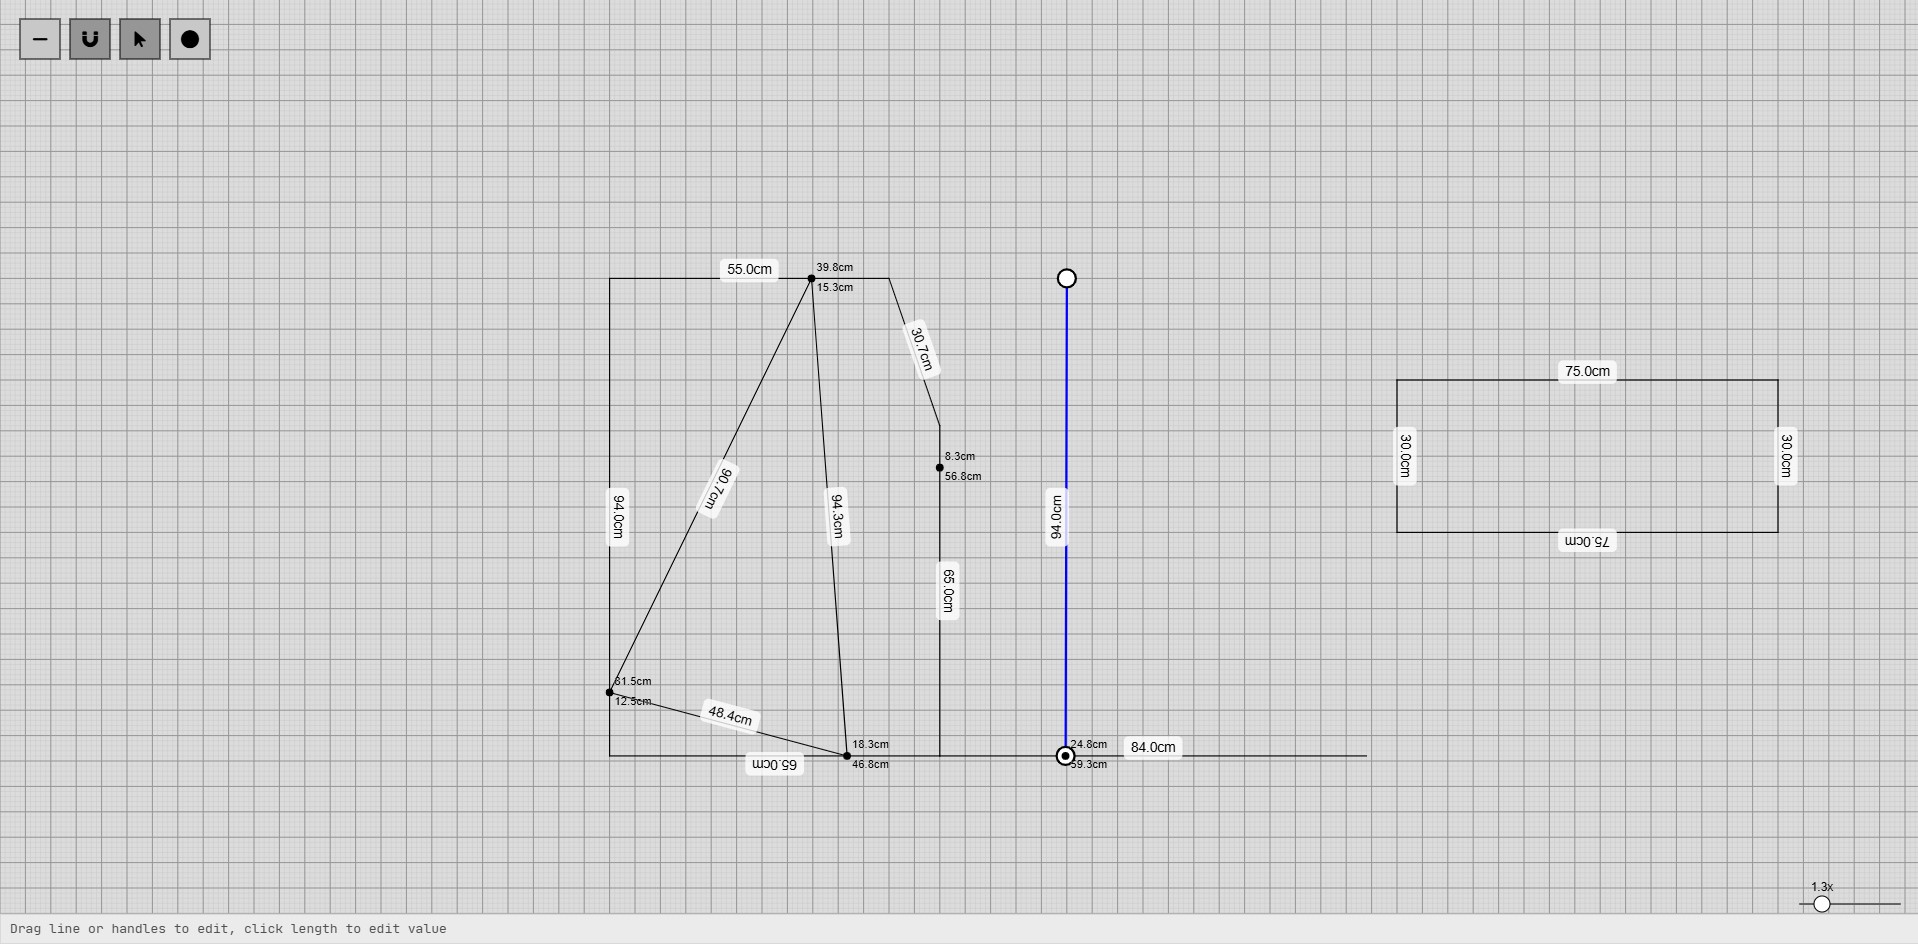 55.0cm
39.8cm
15.3cm
30.7cm
75.0cm
30.0cm
30.0cm
8.3cm
56.8cm
90.7cm
94.0cm
94.3cm
94.0cm
75.0cm
65.0cm
81.5cm
12.5cm
48.4cm
18.3cm
24.8cm
84.0cm
65.0cm
46.8cm
59.3cm
1.3x
Drag line or handles to edit, click length to edit value